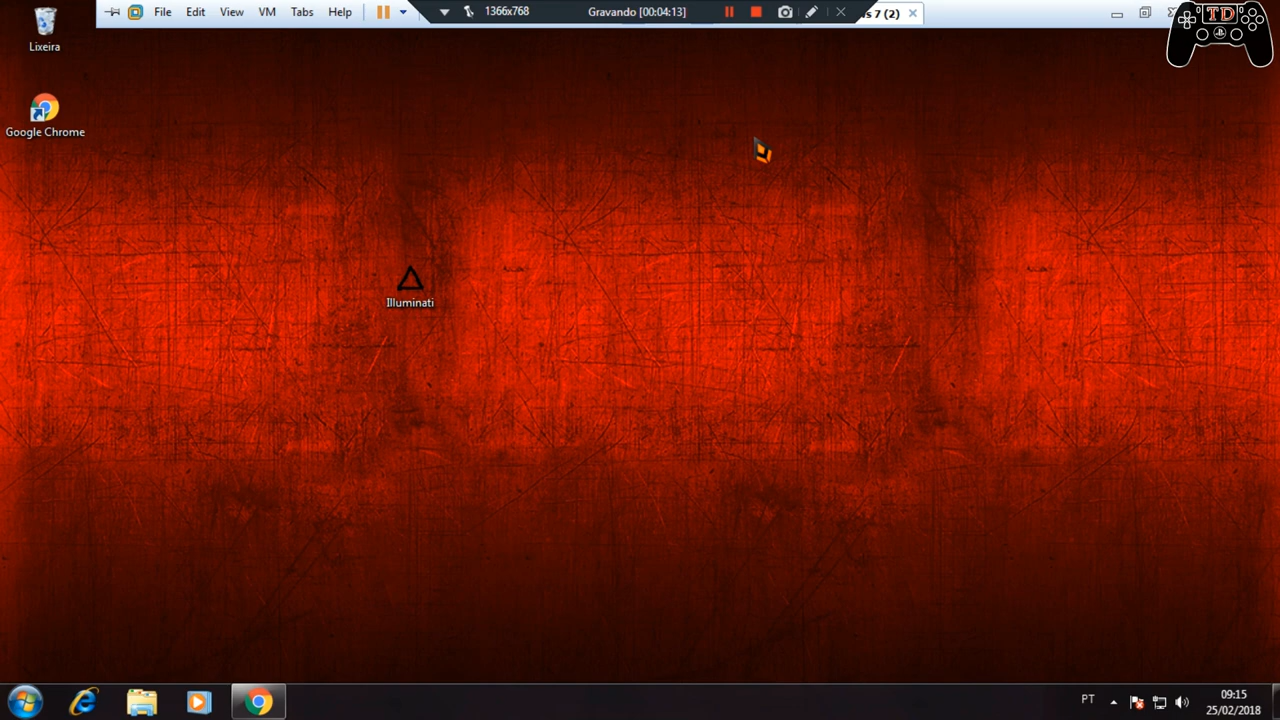 File Edit View VM Tabs Help
1366x768
Gravando [00:04:13]
s 7 (2)
TD
Lixeira
Google Chrome
Illuminati
PT
09:15
25/02/2018